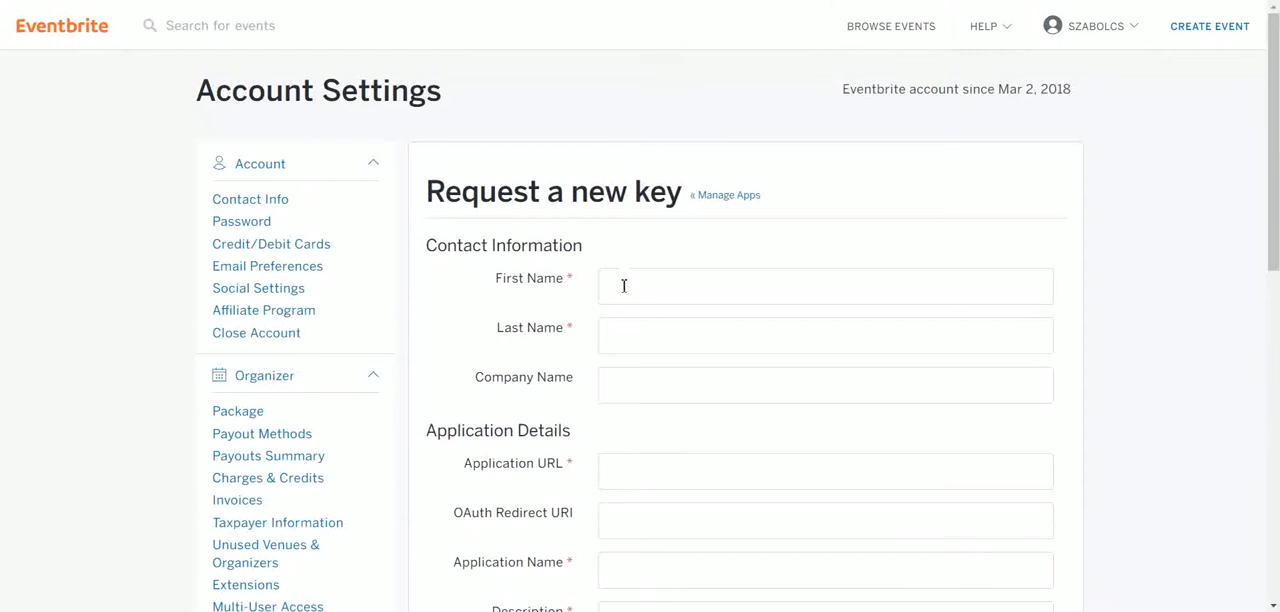 Eventbrite
Search for events
BROWSE EVENTS
HELP
SZABOLCS
CREATE EVENT
Account Settings
Eventbrite account since Mar 2, 2018
Account
Contact Info
Password
Credit/Debit Cards
Email Preferences
Social Settings
Affiliate Program
Close Account
Organizer
Package
Payout Methods
Payouts Summary
Charges & Credits
Invoices
Taxpayer Information
Unused Venues &
Organizers
Extensions
Multi-User Access
Request a new key « Manage Apps
Contact Information
First Name *
Last Name *
Company Name
Application Details
Application URL *
OAuth Redirect URI
Application Name *
Description *